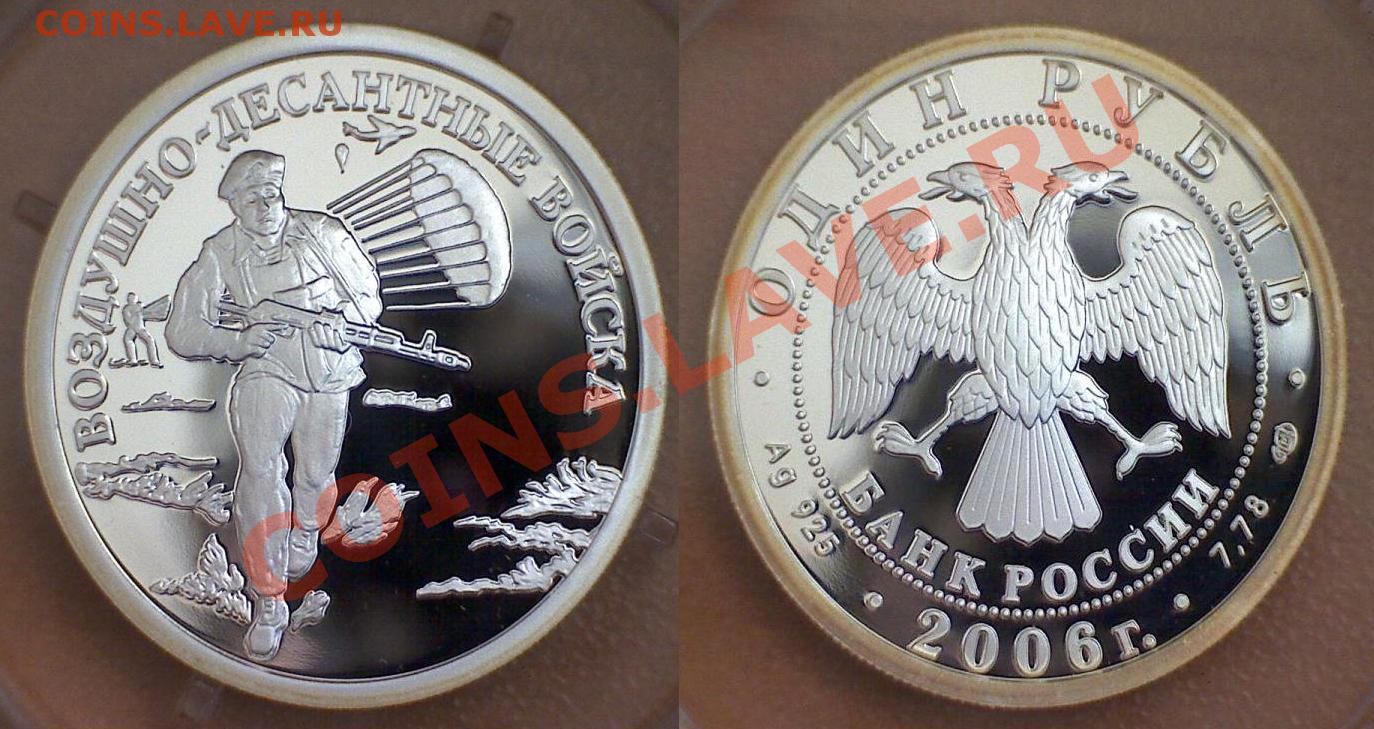 COINS.LAVE.RU
ВОЗДУШНО-ДЕСАНТНЫЕ ВОЙСКА
COINS.LAVE.RU
ОДИН РУБЛЬ
Ag 925
БАНК РОССИИ
7,78
2006г.